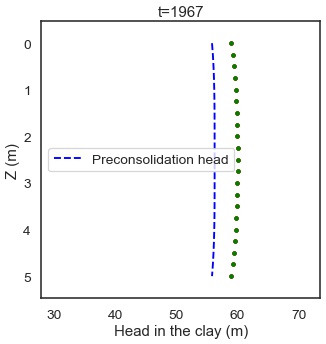 t=1967
0
1
2
3
4
5
Z (m)
Preconsolidation head
30
40
50
60
70
Head in the clay (m)